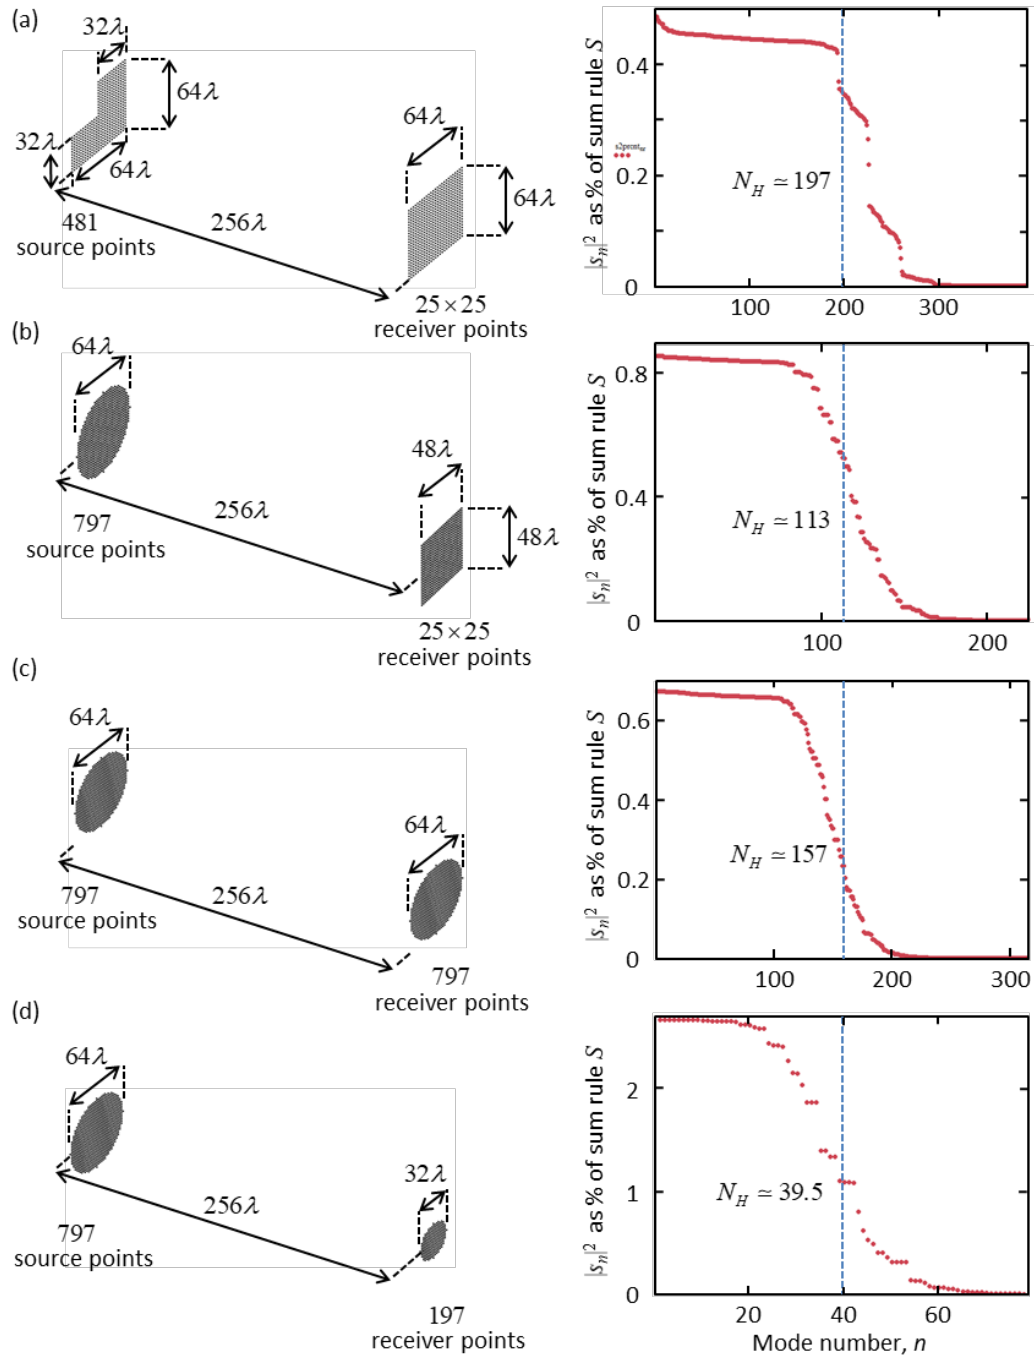 (a)
32λ
64λ
32λ
64λ
481
source points
256λ
64λ
64λ
25×25
receiver points
|s_n|² as % of sum rule S
0.4
0.2
0
N_H ≃ 197
100
200
300
(b)
64λ
797
source points
256λ
48λ
48λ
25×25
receiver points
|s_n|² as % of sum rule S
0.8
0.4
0
N_H ≃ 113
100
200
(c)
64λ
797
source points
256λ
64λ
797
receiver points
|s_n|² as % of sum rule S
0.6
0.4
0.2
0
N_H ≃ 157
100
200
300
(d)
64λ
797
source points
256λ
32λ
197
receiver points
|s_n|² as % of sum rule S
2
1
0
N_H ≃ 39.5
20
40
60
Mode number, n